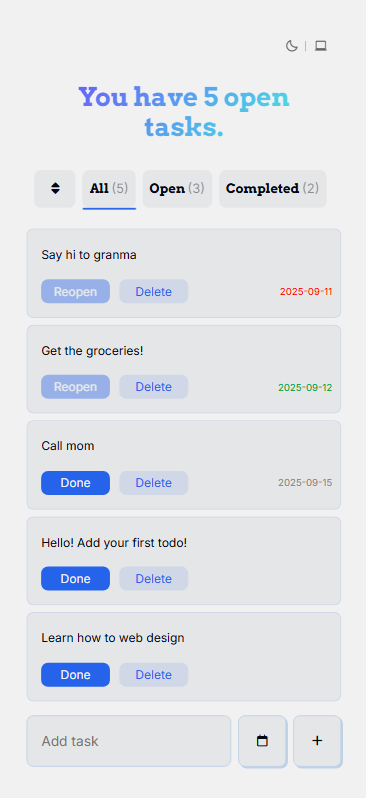 You have 5 open
tasks.
All (5) Open (3) Completed (2)
Say hi to granma
Reopen Delete 2025-09-11
Get the groceries!
Reopen Delete 2025-09-12
Call mom
Done Delete 2025-09-15
Hello! Add your first todo!
Done Delete
Learn how to web design
Done Delete
Add task +